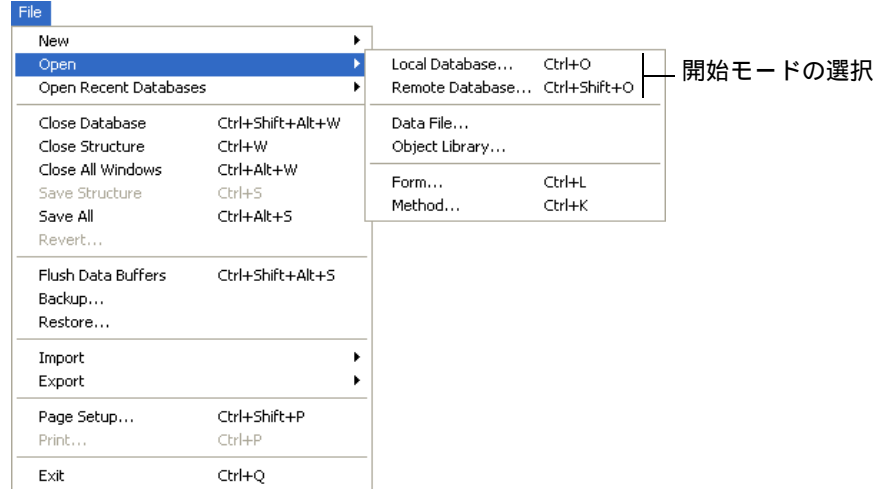 File
New
Open
Open Recent Databases
Close Database Ctrl+Shift+Alt+W
Close Structure Ctrl+W
Close All Windows Ctrl+Alt+W
Save Structure Ctrl+S
Save All Ctrl+Alt+S
Revert...
Flush Data Buffers Ctrl+Shift+Alt+S
Backup...
Restore...
Import
Export
Page Setup... Ctrl+Shift+P
Print... Ctrl+P
Exit Ctrl+Q
Local Database... Ctrl+O
Remote Database... Ctrl+Shift+O
Data File...
Object Library...
Form... Ctrl+L
Method... Ctrl+K
開始モードの選択